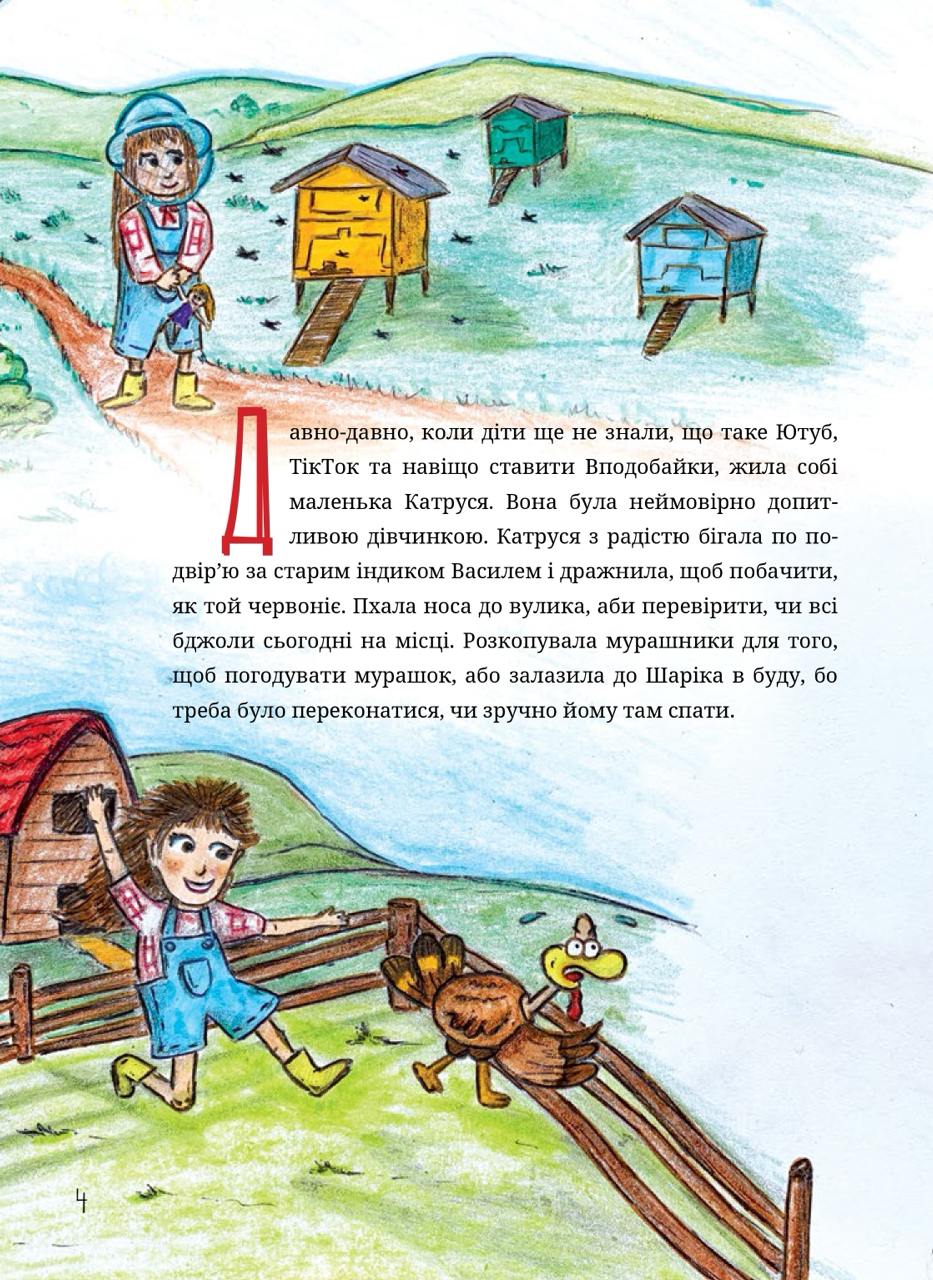 Давно-давно, коли діти ще не знали, що таке Ютуб,
ТікТок та навіщо ставити Вподобайки, жила собі
маленька Катруся. Вона була неймовірно допит-
ливою дівчинкою. Катруся з радістю бігала по по-
двір’ю за старим індиком Василем і дражнила, щоб побачити,
як той червоніє. Пхала носа до вулика, аби перевірити, чи всі
бджоли сьогодні на місці. Розкопувала мурашники для того,
щоб погодувати мурашок, або залазила до Шаріка в буду, бо
треба було переконатися, чи зручно йому там спати.
4